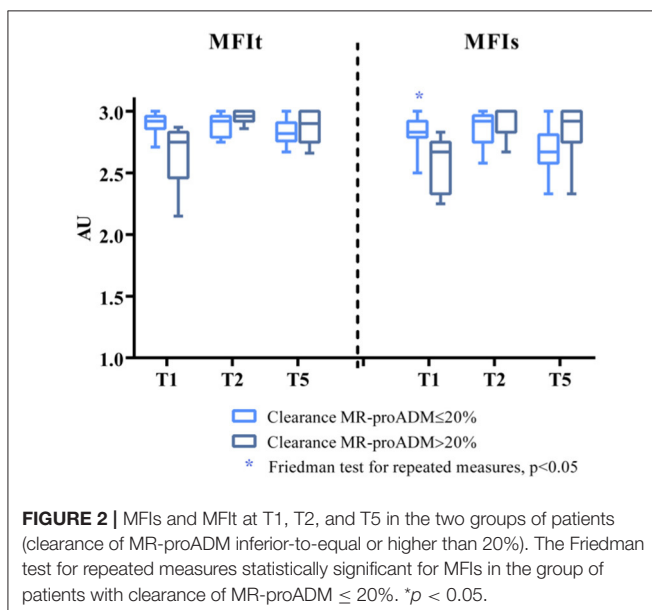 MFIt MFIs
*
3.0
2.5
2.0
1.5
1.0
AU
T1 T2 T5 T1 T2 T5
Clearance MR-proADM≤20%
Clearance MR-proADM>20%
* Friedman test for repeated measures, p<0.05
FIGURE 2 | MFIs and MFIt at T1, T2, and T5 in the two groups of patients
(clearance of MR-proADM inferior-to-equal or higher than 20%). The Friedman
test for repeated measures statistically significant for MFIs in the group of
patients with clearance of MR-proADM ≤ 20%. *p < 0.05.